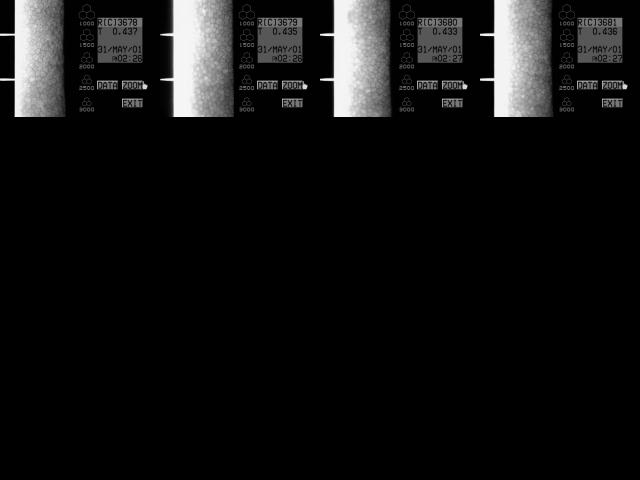 1000
R[C]3678
T 0.437
1500
31/MAY/01
PM02:26
2000
DATA ZOOM
2500
EXIT
3000
1000
R[C]3679
T 0.435
1500
31/MAY/01
PM02:26
2000
DATA ZOOM
2500
EXIT
3000
1000
R[C]3680
T 0.433
1500
31/MAY/01
PM02:27
2000
DATA ZOOM
2500
EXIT
3000
1000
R[C]3681
T 0.436
1500
31/MAY/01
PM02:27
2000
DATA ZOOM
2500
EXIT
3000